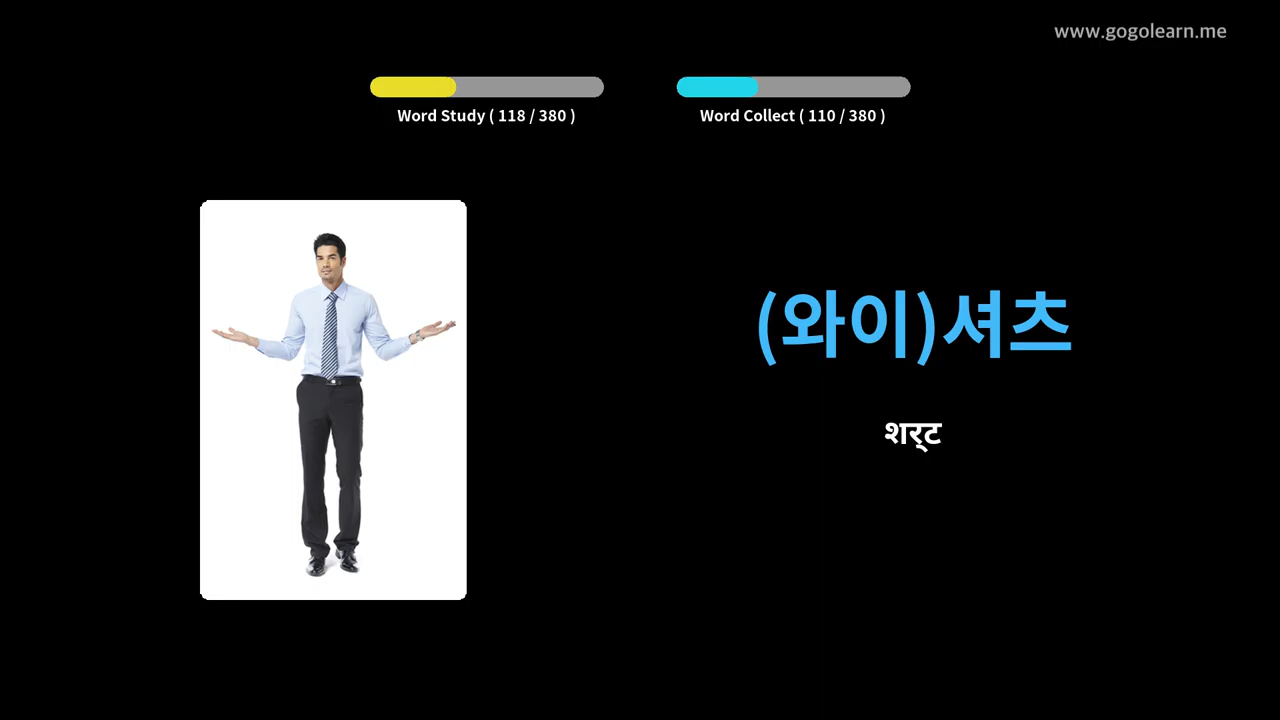 www.gogolearn.me
Word Study ( 118 / 380 )
Word Collect ( 110 / 380 )
(와이)셔츠
शर्ट